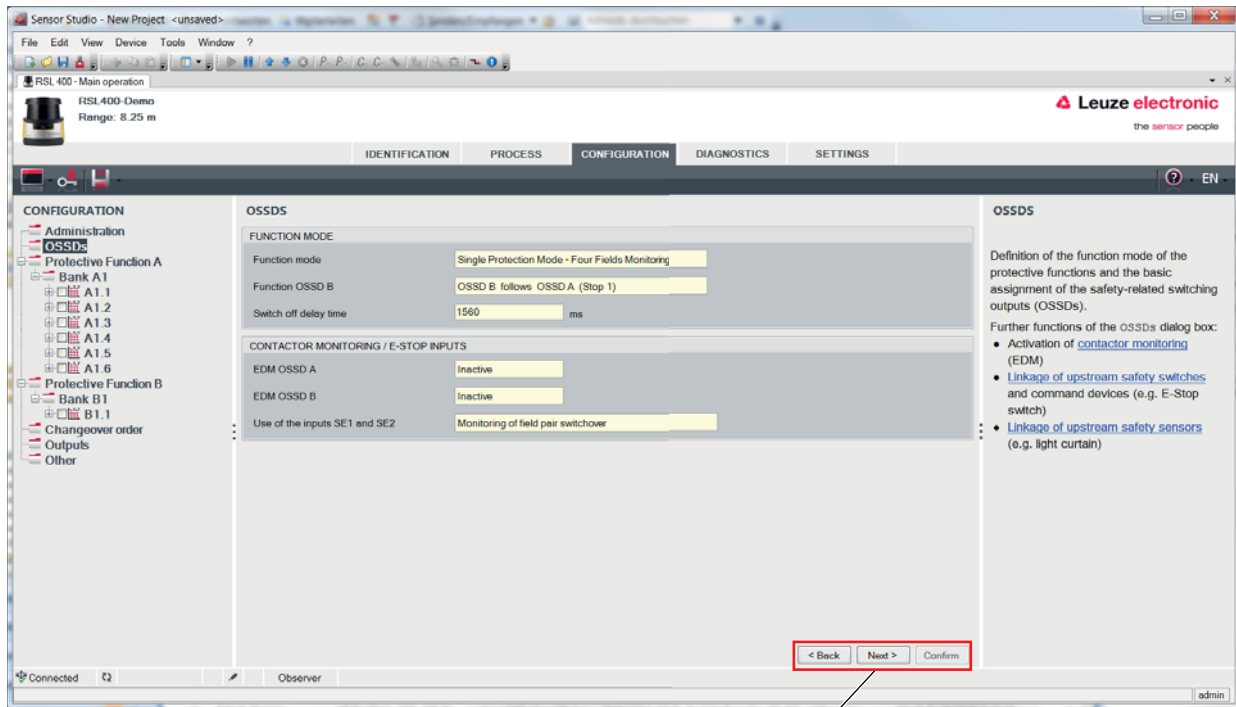 Sensor Studio - New Project <unsaved>
File Edit View Device Tools Window ?
RSL 400 - Main operation
RSL400-Demo
Range: 8.25 m
Leuze electronic
the sensor people
IDENTIFICATION PROCESS CONFIGURATION DIAGNOSTICS SETTINGS
EN
CONFIGURATION
Administration
OSSDs
Protective Function A
Bank A1
A1.1
A1.2
A1.3
A1.4
A1.5
A1.6
Protective Function B
Bank B1
B1.1
Changeover order
Outputs
Other
OSSDS
FUNCTION MODE
Function mode Single Protection Mode - Four Fields Monitoring
Function OSSD B OSSD B follows OSSD A (Stop 1)
Switch off delay time 1560 ms
CONTACTOR MONITORING / E-STOP INPUTS
EDM OSSD A Inactive
EDM OSSD B Inactive
Use of the inputs SE1 and SE2 Monitoring of field pair switchover
< Back Next > Confirm
OSSDS
Definition of the function mode of the
protective functions and the basic
assignment of the safety-related switching
outputs (OSSDs).
Further functions of the OSSDs dialog box:
• Activation of contactor monitoring
(EDM)
• Linkage of upstream safety switches
and command devices (e.g. E-Stop
switch)
• Linkage of upstream safety sensors
(e.g. light curtain)
Connected Observer
admin